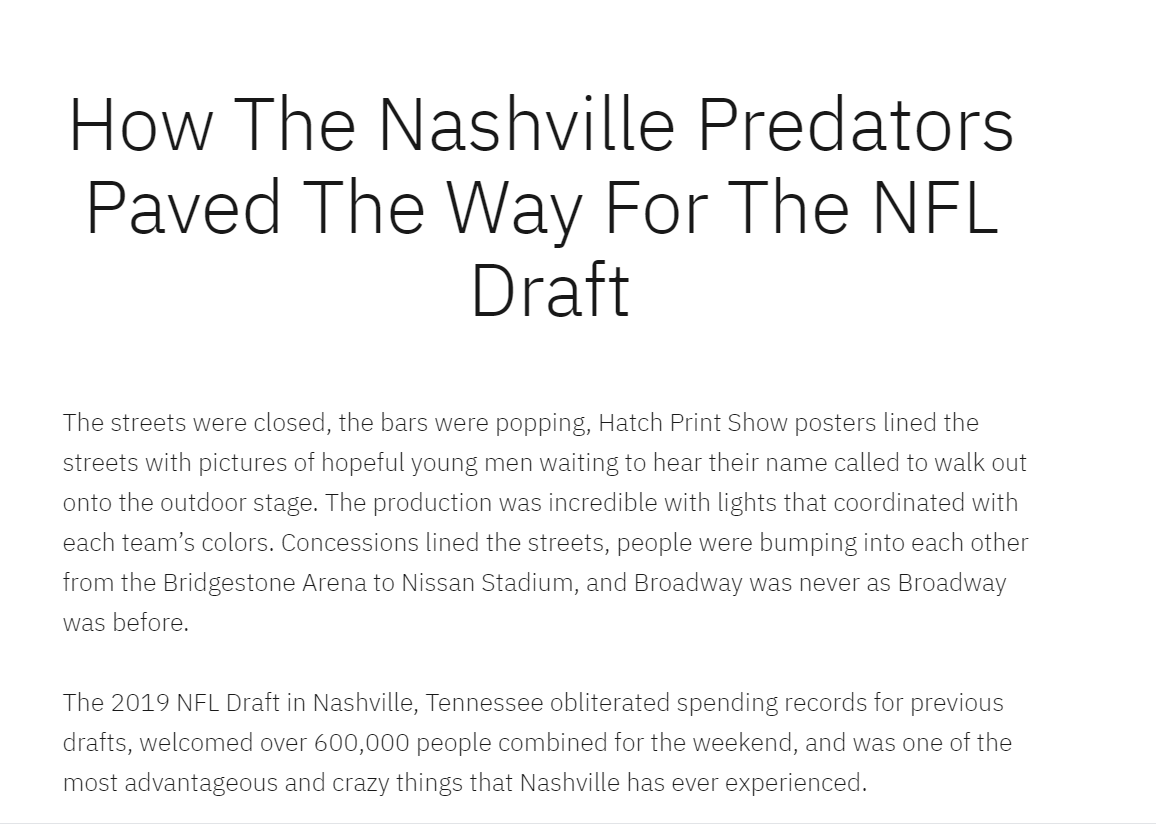 How The Nashville Predators
Paved The Way For The NFL
Draft
The streets were closed, the bars were popping, Hatch Print Show posters lined the
streets with pictures of hopeful young men waiting to hear their name called to walk out
onto the outdoor stage. The production was incredible with lights that coordinated with
each team’s colors. Concessions lined the streets, people were bumping into each other
from the Bridgestone Arena to Nissan Stadium, and Broadway was never as Broadway
was before.
The 2019 NFL Draft in Nashville, Tennessee obliterated spending records for previous
drafts, welcomed over 600,000 people combined for the weekend, and was one of the
most advantageous and crazy things that Nashville has ever experienced.